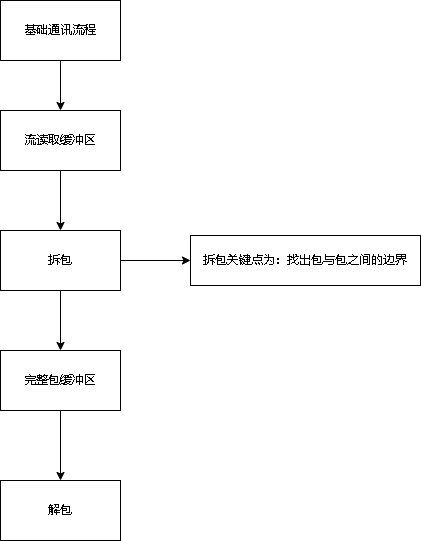 基础通讯流程
流读取缓冲区
拆包
拆包关键点为：找出包与包之间的边界
完整包缓冲区
解包